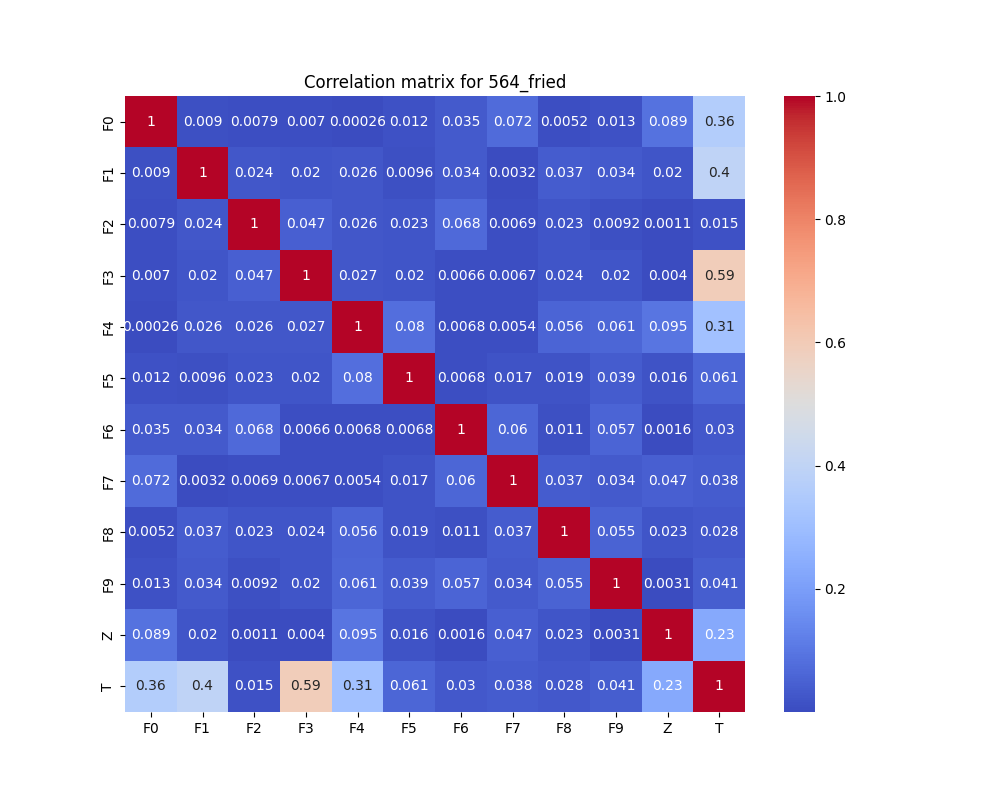 Correlation matrix for 564_fried
F0 1 0.009 0.0079 0.007 0.00026 0.012 0.035 0.072 0.0052 0.013 0.089 0.36
F1 0.009 1 0.024 0.02 0.026 0.0096 0.034 0.0032 0.037 0.034 0.02 0.4
F2 0.0079 0.024 1 0.047 0.026 0.023 0.068 0.0069 0.023 0.0092 0.0011 0.015
F3 0.007 0.02 0.047 1 0.027 0.02 0.0066 0.0067 0.024 0.02 0.004 0.59
F4 0.00026 0.026 0.026 0.027 1 0.08 0.0068 0.0054 0.056 0.061 0.095 0.31
F5 0.012 0.0096 0.023 0.02 0.08 1 0.0068 0.017 0.019 0.039 0.016 0.061
F6 0.035 0.034 0.068 0.0066 0.0068 0.0068 1 0.06 0.011 0.057 0.0016 0.03
F7 0.072 0.0032 0.0069 0.0067 0.0054 0.017 0.06 1 0.037 0.034 0.047 0.038
F8 0.0052 0.037 0.023 0.024 0.056 0.019 0.011 0.037 1 0.055 0.023 0.028
F9 0.013 0.034 0.0092 0.02 0.061 0.039 0.057 0.034 0.055 1 0.0031 0.041
Z 0.089 0.02 0.0011 0.004 0.095 0.016 0.0016 0.047 0.023 0.0031 1 0.23
T 0.36 0.4 0.015 0.59 0.31 0.061 0.03 0.038 0.028 0.041 0.23 1
F0 F1 F2 F3 F4 F5 F6 F7 F8 F9 Z T
1.0
0.8
0.6
0.4
0.2